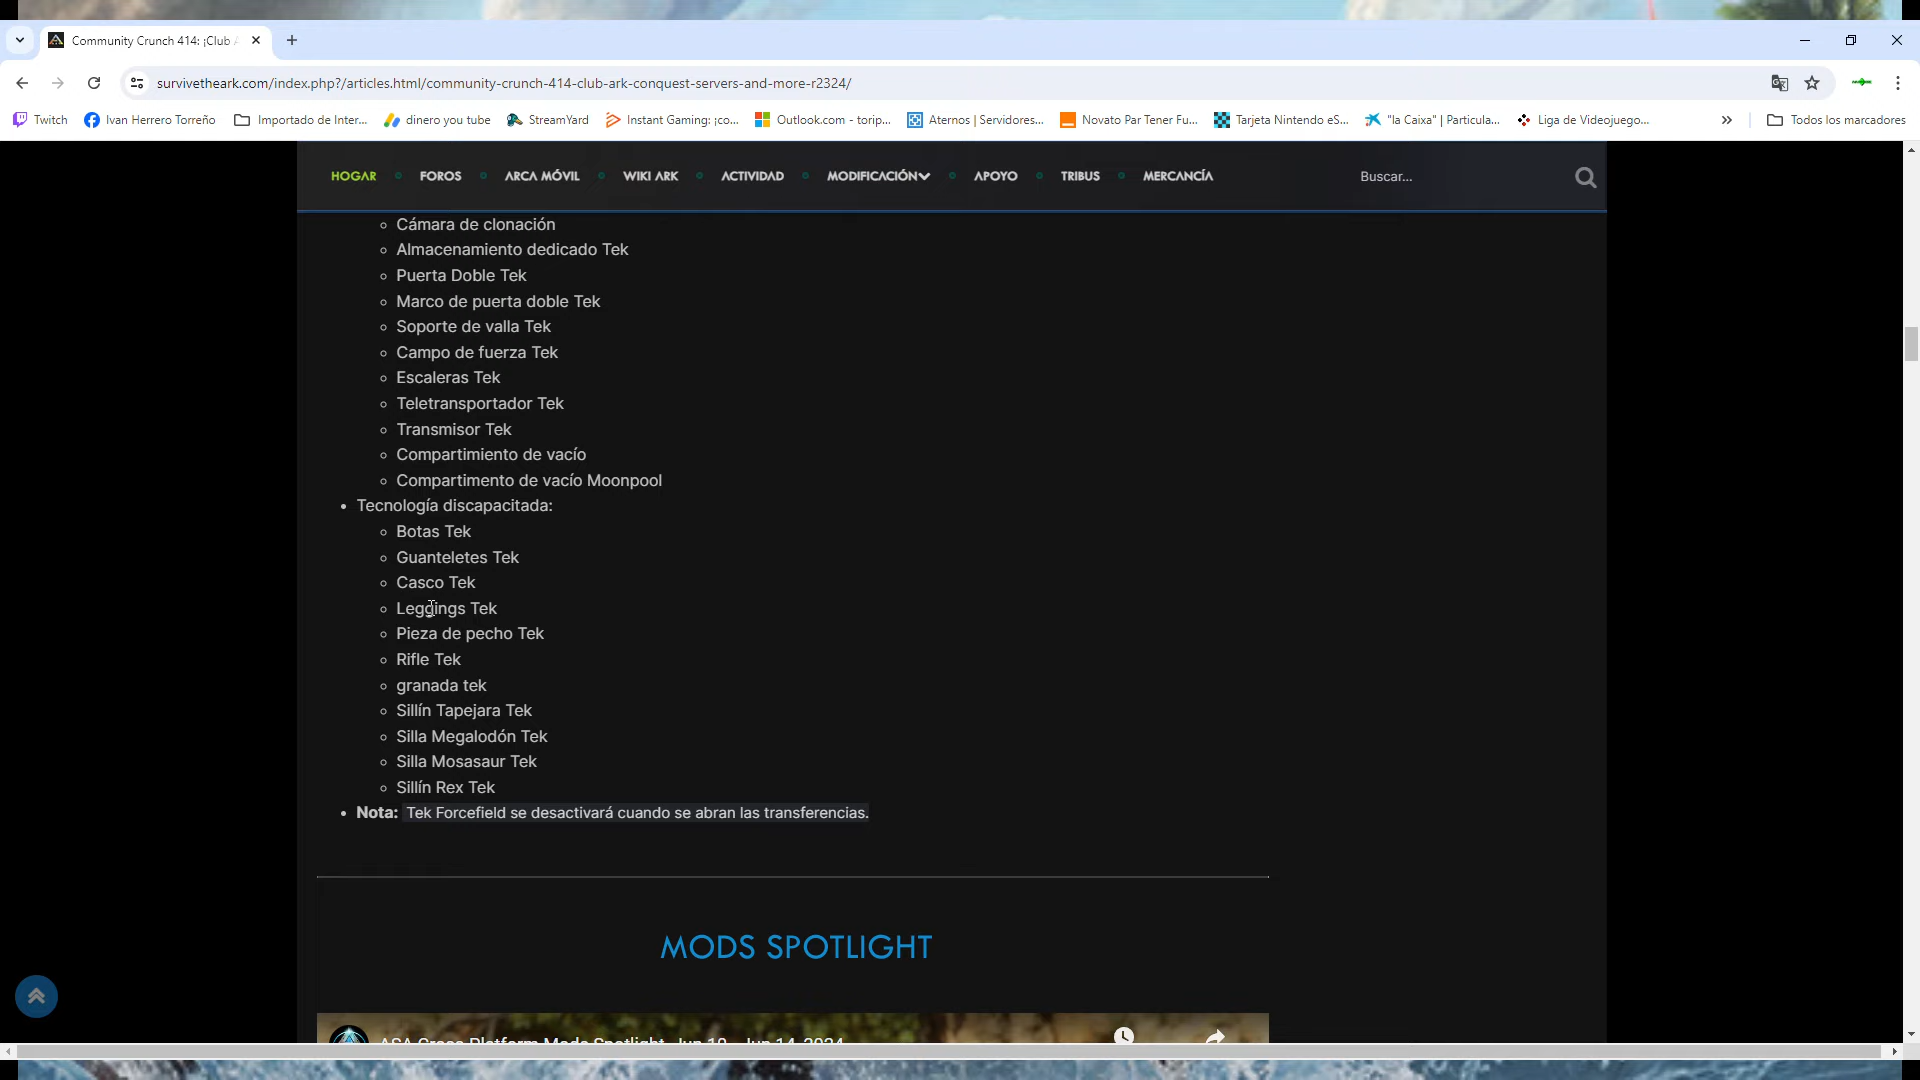 Community Crunch 414: ¡Club A
survivetheark.com/index.php?/articles.html/community-crunch-414-club-ark-conquest-servers-and-more-r2324/
Twitch
Ivan Herrero Torreño
Importado de Inter...
dinero you tube
StreamYard
Instant Gaming: ¡co...
Outlook.com - torip...
Aternos | Servidores...
Novato Par Tener Fu...
Tarjeta Nintendo eS...
"la Caixa" | Particula...
Liga de Videojuego...
»
Todos los marcadores
HOGAR
FOROS
ARCA MÓVIL
WIKI ARK
ACTIVIDAD
MODIFICACIÓN
APOYO
TRIBUS
MERCANCÍA
Buscar...
Cámara de clonación
Almacenamiento dedicado Tek
Puerta Doble Tek
Marco de puerta doble Tek
Soporte de valla Tek
Campo de fuerza Tek
Escaleras Tek
Teletransportador Tek
Transmisor Tek
Compartimiento de vacío
Compartimento de vacío Moonpool
Tecnología discapacitada:
Botas Tek
Guanteletes Tek
Casco Tek
Leggings Tek
Pieza de pecho Tek
Rifle Tek
granada tek
Sillín Tapejara Tek
Silla Megalodón Tek
Silla Mosasaur Tek
Sillín Rex Tek
Nota: Tek Forcefield se desactivará cuando se abran las transferencias.
MODS SPOTLIGHT
ASA Cross Platform Mods Spotlight Jun 10 - Jun 14, 2024